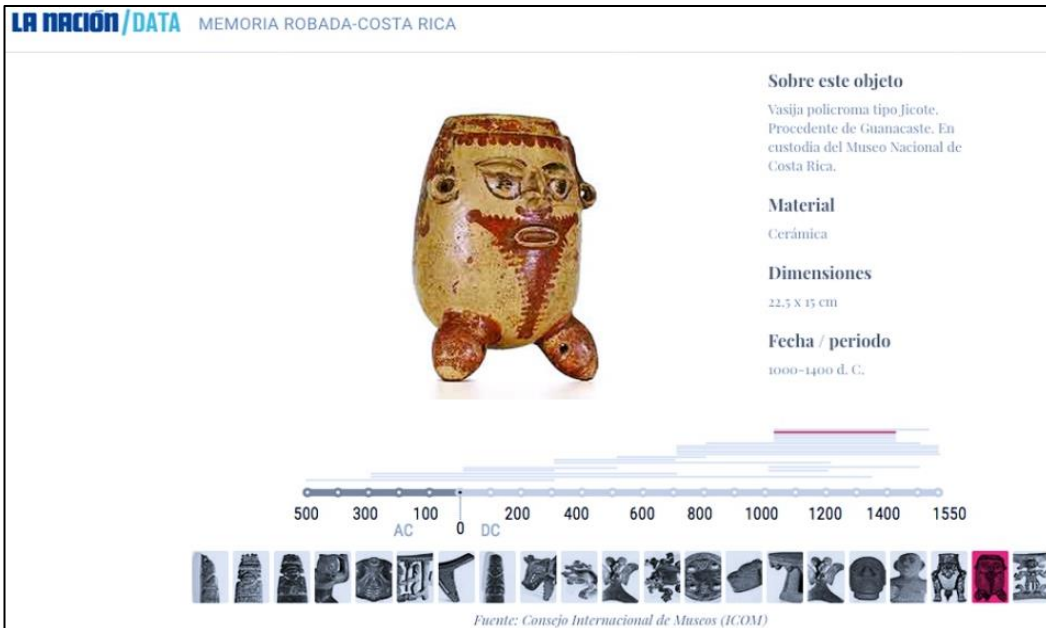 LA NACIÓN/DATA MEMORIA ROBADA-COSTA RICA
Sobre este objeto
Vasija policroma tipo Jicote.
Procedente de Guanacaste. En
custodia del Museo Nacional de
Costa Rica.
Material
Cerámica
Dimensiones
22.5 x 15 cm
Fecha / periodo
1000-1400 d. C.
500 300 100 0 200 400 600 800 1000 1200 1400 1550
AC DC
Fuente: Consejo Internacional de Museos (ICOM)